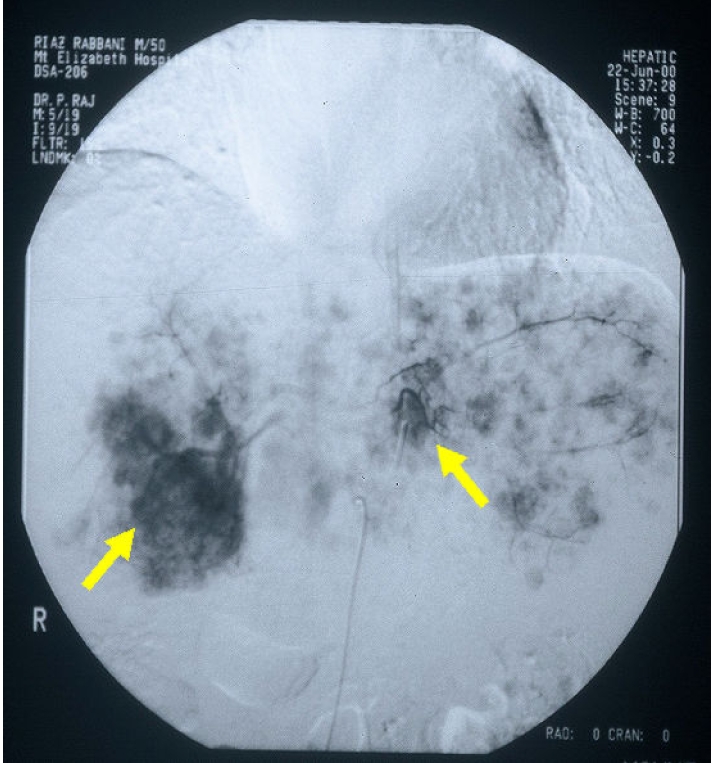 RIAZ RABBANI M/50
Mt Elizabeth Hospi
DSA-206
DR.P.RAJ
M:5/19
I:9/19
FLTR:
LNDMK:
HEPATIC
22-Jun-00
15:37:28
Scene: 9
W-B: 700
W-C: 64
X: 0.3
Y:-0.2
R
RAO: 0 CRAN: 0